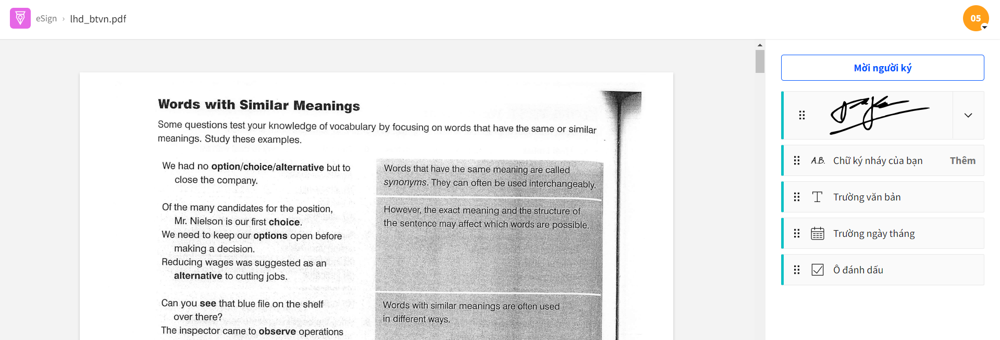 eSign › lhd_btvn.pdf
05
Words with Similar Meanings
Some questions test your knowledge of vocabulary by focusing on words that have the same or similar
meanings. Study these examples.
We had no option/choice/alternative but to
close the company.
Words that have the same meaning are called
synonyms. They can often be used interchangeably.
Of the many candidates for the position,
Mr. Nielson is our first choice.
We need to keep our options open before
making a decision.
Reducing wages was suggested as an
alternative to cutting jobs.
However, the exact meaning and the structure of
the sentence may affect which words are possible.
Can you see that blue file on the shelf
over there?
The inspector came to observe operations
Words with similar meanings are often used
in different ways.
Mời người ký
A.B. Chữ ký nháy của bạn Thêm
Trường văn bản
Trường ngày tháng
Ô đánh dấu